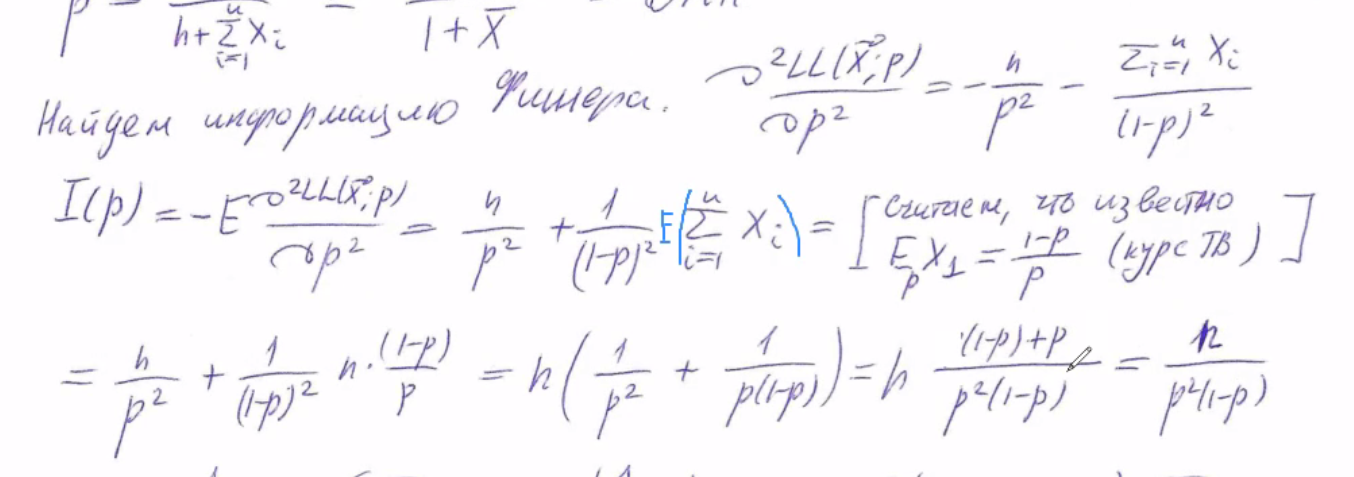 p̂ = n / (n + Σ_{i=1}^{n} X_i) = 1 / (1 + X̄)
Найдем информацию Фишера. ∂²LL(X⃗; p) / ∂p² = - n / p² - Σ_{i=1}^{n} X_i / (1-p)²
I(p) = -E ∂²LL(X⃗; p) / ∂p² = n / p² + 1 / (1-p)² E(Σ_{i=1}^{n} X_i) = [считаем, что известно E_p X_1 = (1-p) / p (курс ТВ)]
= n / p² + 1 / (1-p)² n · (1-p) / p = n(1 / p² + 1 / (p(1-p))) = n ((1-p)+p) / (p²(1-p)) = n / (p²(1-p))